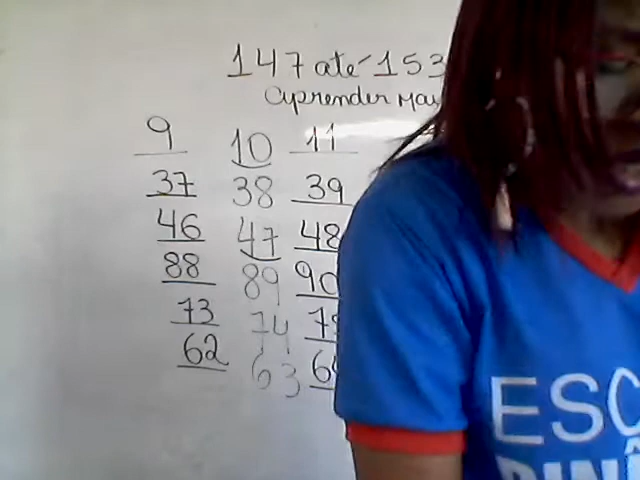 147 até 153
Aprender Mai
9 10 11
37 38 39
46 47 48
88 89 90
73 74
62 63
ESC